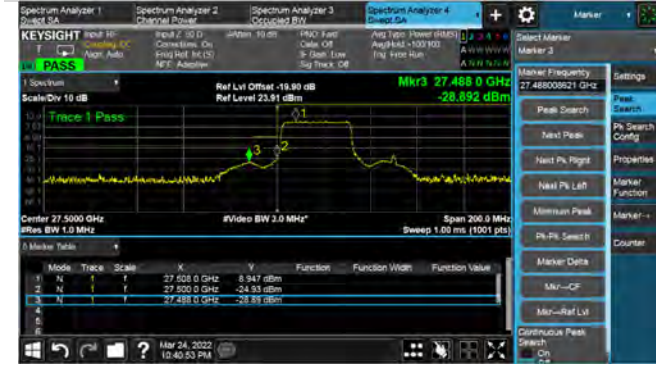 Spectrum Analyzer 1
Swept SA
Spectrum Analyzer 2
Channel Power
Spectrum Analyzer 3
Occupied BW
Spectrum Analyzer 4
Swept SA
+
Marker
KEYSIGHT
Input: RF
Coupling: DC
Align: Auto
Input Z: 50 Ω
Corrections: On
Freq Ref: Int (S)
NFE: Adaptive
#Atten: 10 dB
PNO: Fast
Gate: Off
IF Gain: Low
Sig Track: Off
Avg Type: Power (RMS)
Avg|Hold: >100/100
Trig: Free Run
PASS
Select Marker
Marker 3
1 Spectrum
Scale/Div 10 dB
Ref Lvl Offset -19.90 dB
Ref Level 23.91 dBm
Mkr3 27.488 0 GHz
-28.892 dBm
Trace 1 Pass
1
2
3
Center 27.5000 GHz
#Res BW 1.0 MHz
#Video BW 3.0 MHz*
Span 200.0 MHz
Sweep 1.00 ms (1001 pts)
Marker Table
Mode Trace Scale X Y Function Function Width Function Value
1 N 1 f 27.508 0 GHz 8.947 dBm
2 N 1 f 27.500 0 GHz -24.93 dBm
3 N 1 f 27.488 0 GHz -28.89 dBm
4
5
6
Mar 24, 2022
10:40:53 PM
Marker Frequency
27.488008621 GHz
Peak Search
Next Peak
Next Pk Right
Next Pk Left
Minimum Peak
Pk-Pk Search
Marker Delta
Mkr→CF
Mkr→Ref Lvl
Continuous Peak
Search
On
Off
Settings
Peak
Search
Pk Search
Config
Properties
Marker
Function
Marker→
Counter